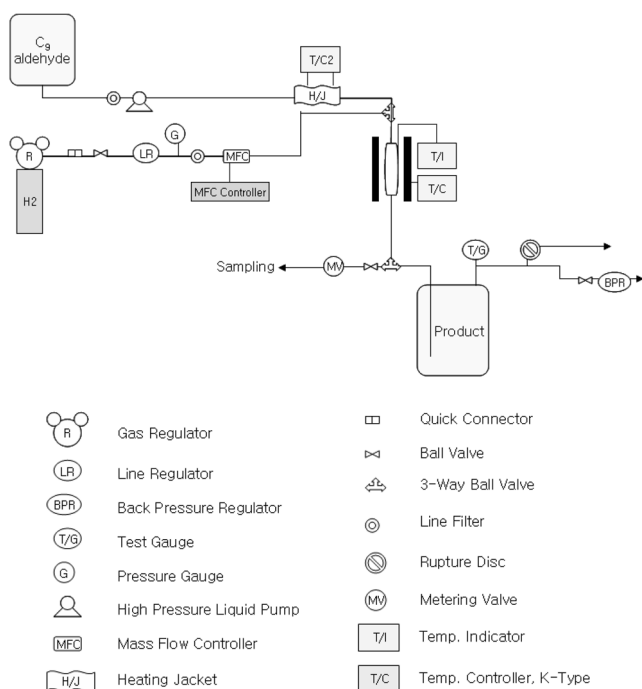 C9
aldehyde
T/C2
H/J
G
R
LR
MFC
T/I
MFC Controller
T/C
H2
Sampling
MV
T/G
BPR
Product
R
Gas Regulator
LR
Line Regulator
BPR
Back Pressure Regulator
T/G
Test Gauge
G
Pressure Gauge
High Pressure Liquid Pump
MFC
Mass Flow Controller
H/J
Heating Jacket
Quick Connector
Ball Valve
3-Way Ball Valve
Line Filter
Rupture Disc
MV
Metering Valve
T/I
Temp. Indicator
T/C
Temp. Controller, K-Type